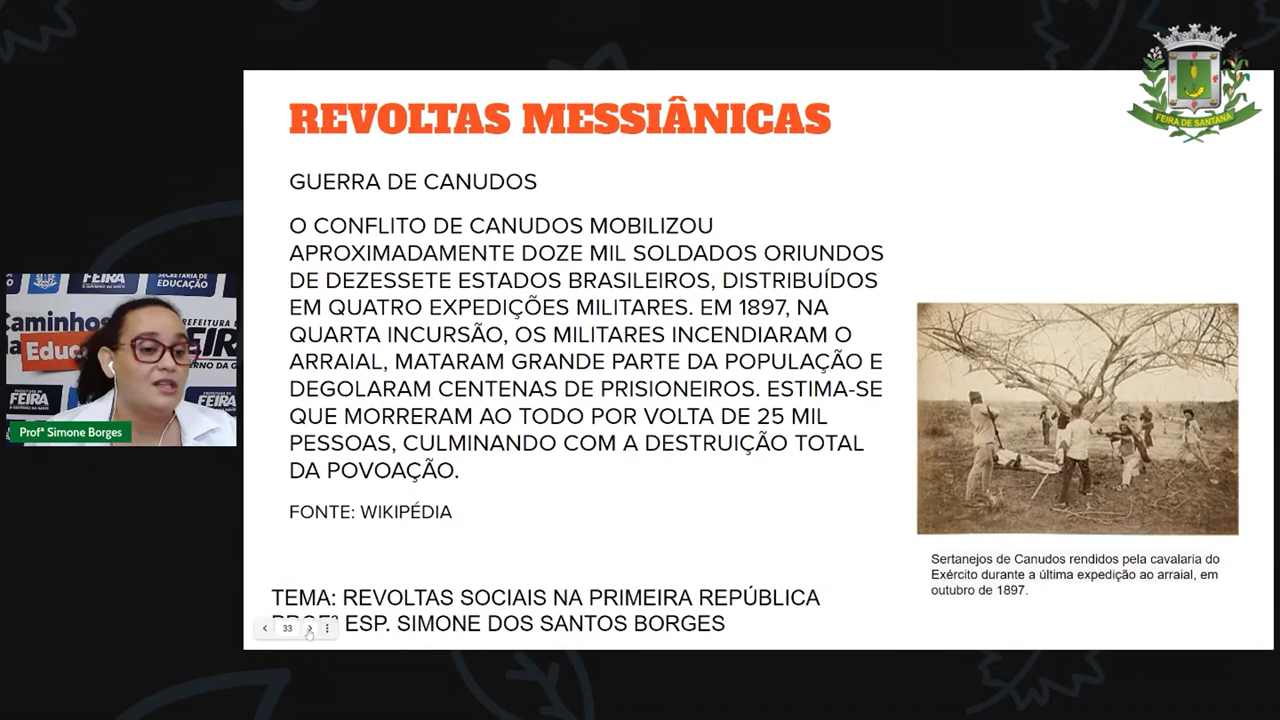 FEIRA DE SANTANA
REVOLTAS MESSIÂNICAS
GUERRA DE CANUDOS
O CONFLITO DE CANUDOS MOBILIZOU
APROXIMADAMENTE DOZE MIL SOLDADOS ORIUNDOS
DE DEZESSETE ESTADOS BRASILEIROS, DISTRIBUÍDOS
EM QUATRO EXPEDIÇÕES MILITARES. EM 1897, NA
QUARTA INCURSÃO, OS MILITARES INCENDIARAM O
ARRAIAL, MATARAM GRANDE PARTE DA POPULAÇÃO E
DEGOLARAM CENTENAS DE PRISIONEIROS. ESTIMA-SE
QUE MORRERAM AO TODO POR VOLTA DE 25 MIL
PESSOAS, CULMINANDO COM A DESTRUIÇÃO TOTAL
DA POVOAÇÃO.
FONTE: WIKIPÉDIA
Sertanejos de Canudos rendidos pela cavalaria do
Exército durante a última expedição ao arraial, em
outubro de 1897.
TEMA: REVOLTAS SOCIAIS NA PRIMEIRA REPÚBLICA
ESP. SIMONE DOS SANTOS BORGES
33
FEIRA
SECRETARIA DE
EDUCAÇÃO
Caminhos
da Educ
PREFEITURA
FEIRA
Profª Simone Borges